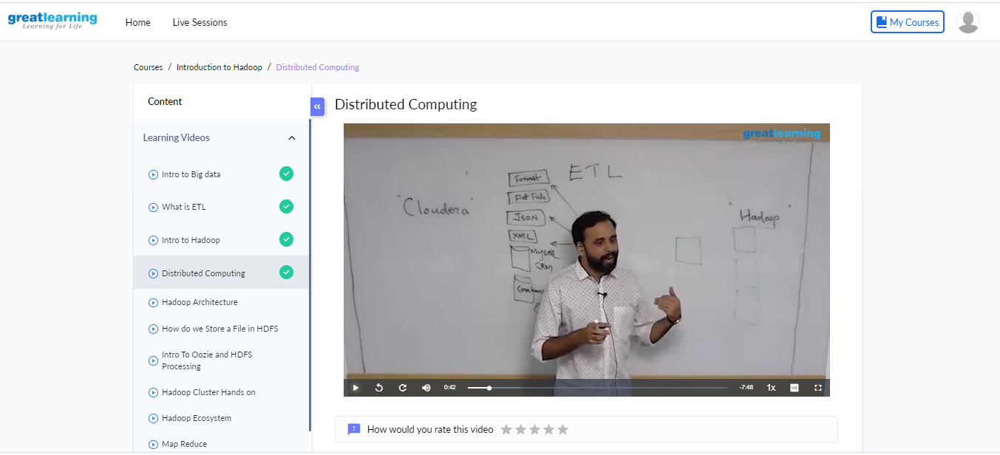 greatlearning
Learning for Life
Home
Live Sessions
My Courses
Courses / Introduction to Hadoop / Distributed Computing
Content
«
Distributed Computing
Learning Videos
Intro to Big data
What is ETL
Intro to Hadoop
Distributed Computing
Hadoop Architecture
How do we Store a File in HDFS
Intro To Oozie and HDFS
Processing
Hadoop Cluster Hands on
Hadoop Ecosystem
Map Reduce
greatlearning
Learning for Life
ETL
Format
Flat File
'Cloudera'
JSON
XML
Mysql
CRM
'Hadoop'
0:42
-7:48
1x
HD
How would you rate this video